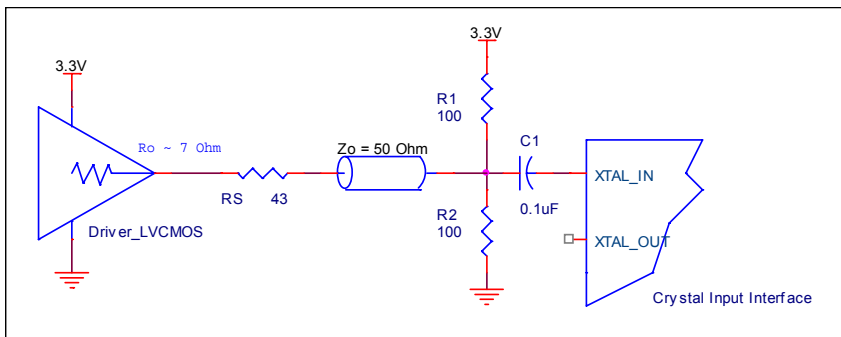 3.3V
3.3V
R1
100
Ro ~ 7 Ohm
Zo = 50 Ohm
C1
XTAL_IN
RS 43
0.1uF
R2
100
XTAL_OUT
Driver_LVCMOS
Crystal Input Interface